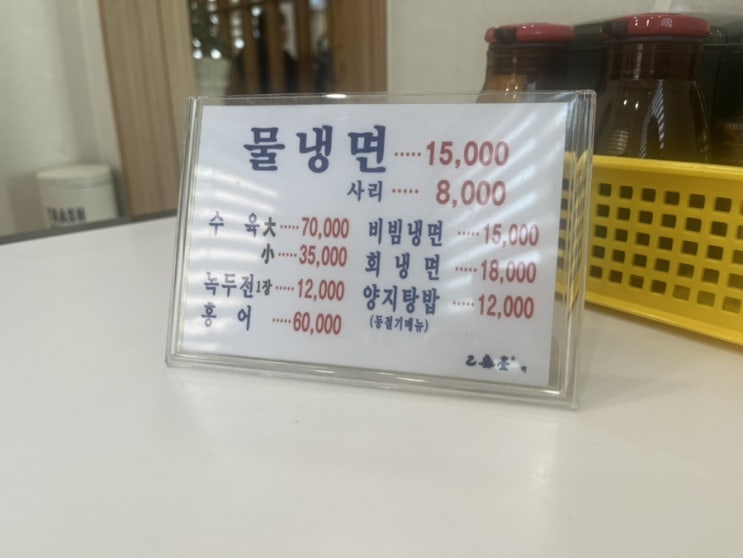 물냉면 ····· 15,000
사리 ····· 8,000
수 육 大 ····· 70,000
小 ····· 35,000
녹두전 1장 ····· 12,000
홍 어 ····· 60,000
비빔냉면 ····· 15,000
회 냉 면 ····· 18,000
양지탕밥 ····· 12,000
(동절기메뉴)
TRASH